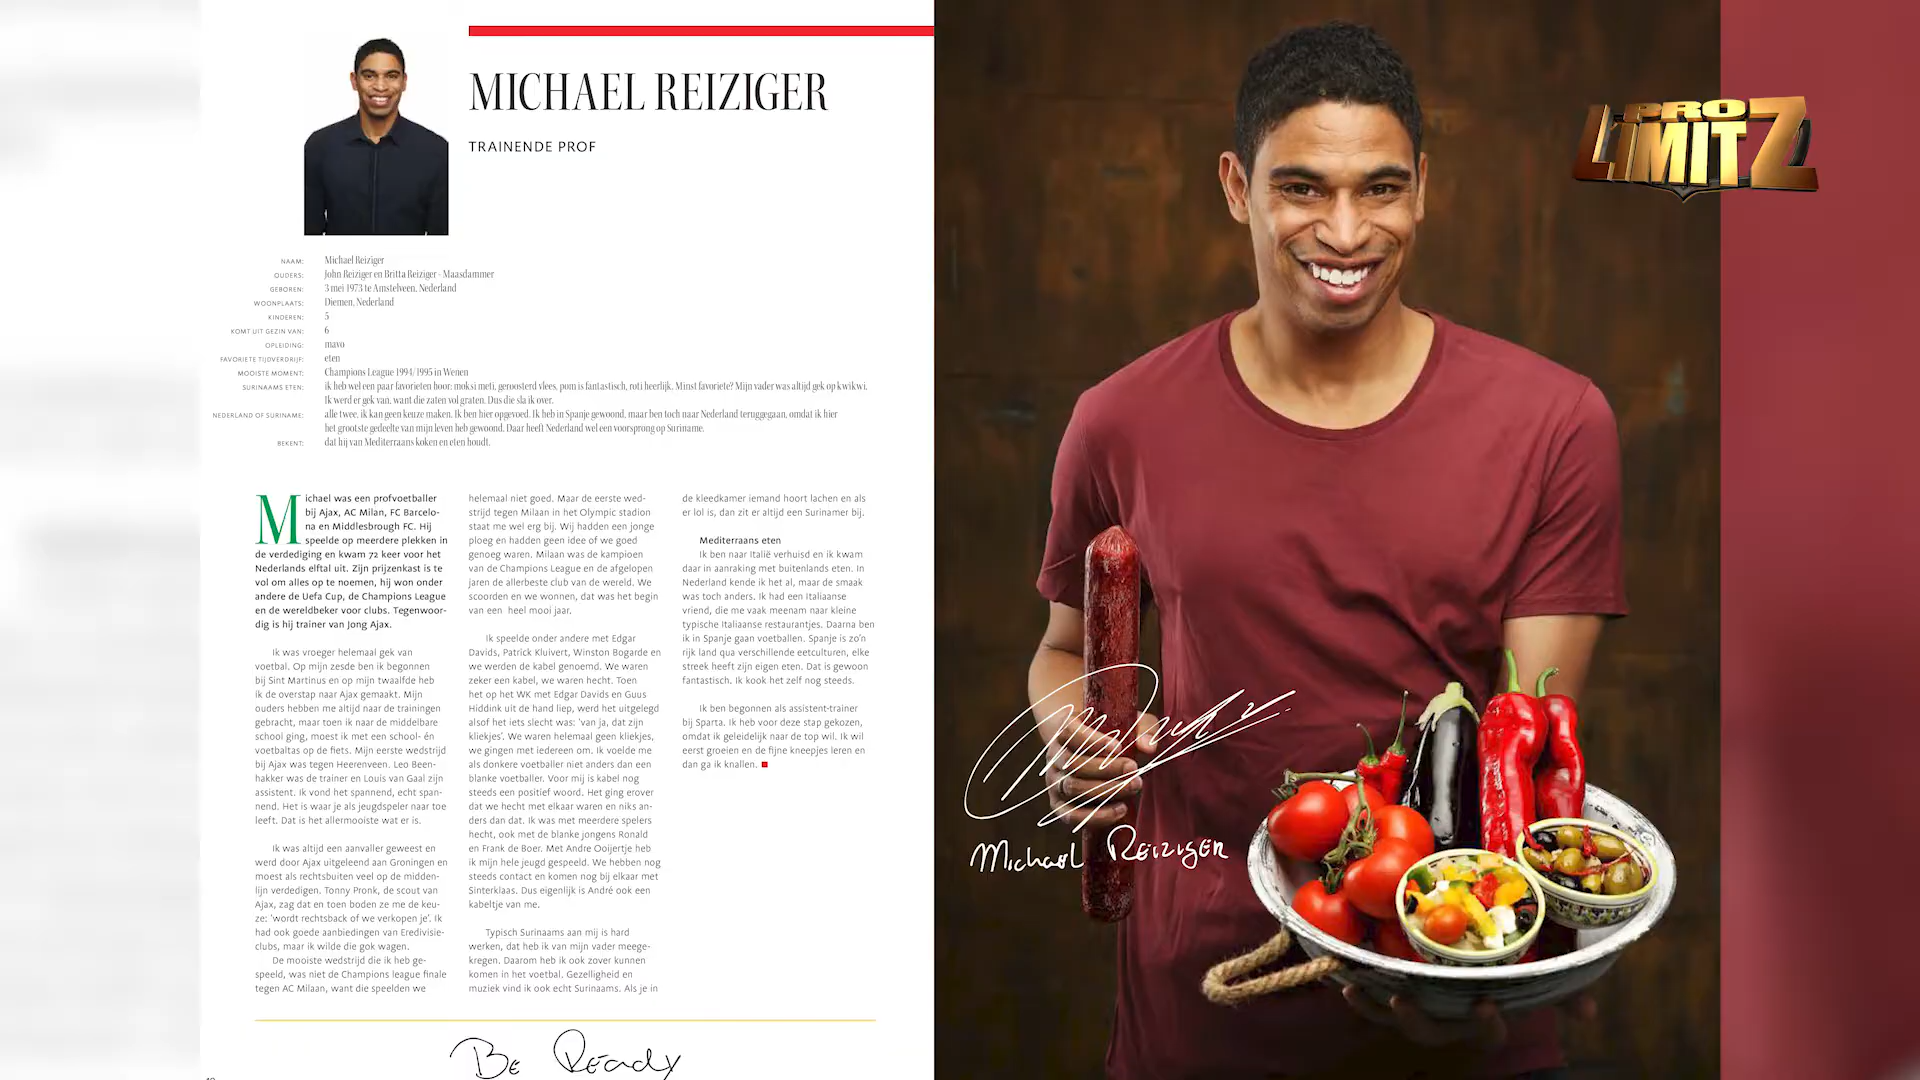 MICHAEL REIZIGER
TRAINENDE PROF
NAAM: Michael Reiziger
OUDERS: John Reiziger en Britta Reiziger - Maasdammer
GEBOREN: 3 mei 1973 te Amstelveen, Nederland
WOONPLAATS: Diemen, Nederland
KINDEREN: 5
KOMT UIT GEZIN VAN: 6
OPLEIDING: mavo
FAVORIETE TIJDVERDRIJF: eten
MOOISTE MOMENT: Champions League 1994/1995 in Wenen
SURINAAMS ETEN: ik heb wel een paar favorieten hoor: moksi meti, geroosterd vlees, pom is fantastisch, roti heerlijk. Minst favoriete? Mijn vader was altijd gek op kwikwi.
Ik werd er gek van, want die zaten vol graten. Dus die sla ik over.
NEDERLAND OF SURINAME: alle twee, ik kan geen keuze maken. Ik ben hier opgevoed. Ik heb in Spanje gewoond, maar ben toch naar Nederland teruggegaan, omdat ik hier
het grootste gedeelte van mijn leven heb gewoond. Daar heeft Nederland wel een voorsprong op Suriname.
BEKENT: dat hij van Mediterraans koken en eten houdt.
Michael was een profvoetballer
bij Ajax, AC Milan, FC Barcelo-
na en Middlesbrough FC. Hij
speelde op meerdere plekken in
de verdediging en kwam 72 keer voor het
Nederlands elftal uit. Zijn prijzenkast is te
vol om alles op te noemen, hij won onder
andere de Uefa Cup, de Champions League
en de wereldbeker voor clubs. Tegenwoor-
dig is hij trainer van Jong Ajax.
Ik was vroeger helemaal gek van
voetbal. Op mijn zesde ben ik begonnen
bij Sint Martinus en op mijn twaalfde heb
ik de overstap naar Ajax gemaakt. Mijn
ouders hebben me altijd naar de trainingen
gebracht, maar toen ik naar de middelbare
school ging, moest ik met een school- én
voetbaltas op de fiets. Mijn eerste wedstrijd
bij Ajax was tegen Heerenveen. Leo Been-
hakker was de trainer en Louis van Gaal zijn
assistent. Ik vond het spannend, echt span-
nend. Het is waar je als jeugdspeler naar toe
leeft. Dat is het allermooiste wat er is.
Ik was altijd een aanvaller geweest en
werd door Ajax uitgeleend aan Groningen en
moest als rechtsbuiten veel op de midden-
lijn verdedigen. Tonny Pronk, de scout van
Ajax, zag dat en toen boden ze me de keu-
ze: 'wordt rechtsback of we verkopen je'. Ik
had ook goede aanbiedingen van Eredivisie-
clubs, maar ik wilde die gok wagen.
De mooiste wedstrijd die ik heb ge-
speeld, was niet de Champions league finale
tegen AC Milaan, want die speelden we
helemaal niet goed. Maar de eerste wed-
strijd tegen Milaan in het Olympic stadion
staat me wel erg bij. Wij hadden een jonge
ploeg en hadden geen idee of we goed
genoeg waren. Milaan was de kampioen
van de Champions League en de afgelopen
jaren de allerbeste club van de wereld. We
scoorden en we wonnen, dat was het begin
van een heel mooi jaar.
Ik speelde onder andere met Edgar
Davids, Patrick Kluivert, Winston Bogarde en
we werden de kabel genoemd. We waren
zeker een kabel, we waren hecht. Toen
het op het WK met Edgar Davids en Guus
Hiddink uit de hand liep, werd het uitgelegd
alsof het iets slecht was: 'van ja, dat zijn
kliekjes'. We waren helemaal geen kliekjes,
we gingen met iedereen om. Ik voelde me
als donkere voetballer niet anders dan een
blanke voetballer. Voor mij is kabel nog
steeds een positief woord. Het ging erover
dat we hecht met elkaar waren en niks an-
ders dan dat. Ik was met meerdere spelers
hecht, ook met de blanke jongens Ronald
en Frank de Boer. Met Andre Ooijertje heb
ik mijn hele jeugd gespeeld. We hebben nog
steeds contact en komen nog bij elkaar met
Sinterklaas. Dus eigenlijk is André ook een
kabeltje van me.
Typisch Surinaams aan mij is hard
werken, dat heb ik van mijn vader meege-
kregen. Daarom heb ik ook zover kunnen
komen in het voetbal. Gezelligheid en
muziek vind ik ook echt Surinaams. Als je in
de kleedkamer iemand hoort lachen en als
er lol is, dan zit er altijd een Surinamer bij.
Mediterraans eten
Ik ben naar Italië verhuisd en ik kwam
daar in aanraking met buitenlands eten. In
Nederland kende ik het al, maar de smaak
was toch anders. Ik had een Italiaanse
vriend, die me vaak meenam naar kleine
typische Italiaanse restaurantjes. Daarna ben
ik in Spanje gaan voetballen. Spanje is zo'n
rijk land qua verschillende eetculturen, elke
streek heeft zijn eigen eten. Dat is gewoon
fantastisch. Ik kook het zelf nog steeds.
Ik ben begonnen als assistent-trainer
bij Sparta. Ik heb voor deze stap gekozen,
omdat ik geleidelijk naar de top wil. Ik wil
eerst groeien en de fijne kneepjes leren en
dan ga ik knallen.
Be Ready
Michael Reiziger
PRO
LIMITZ